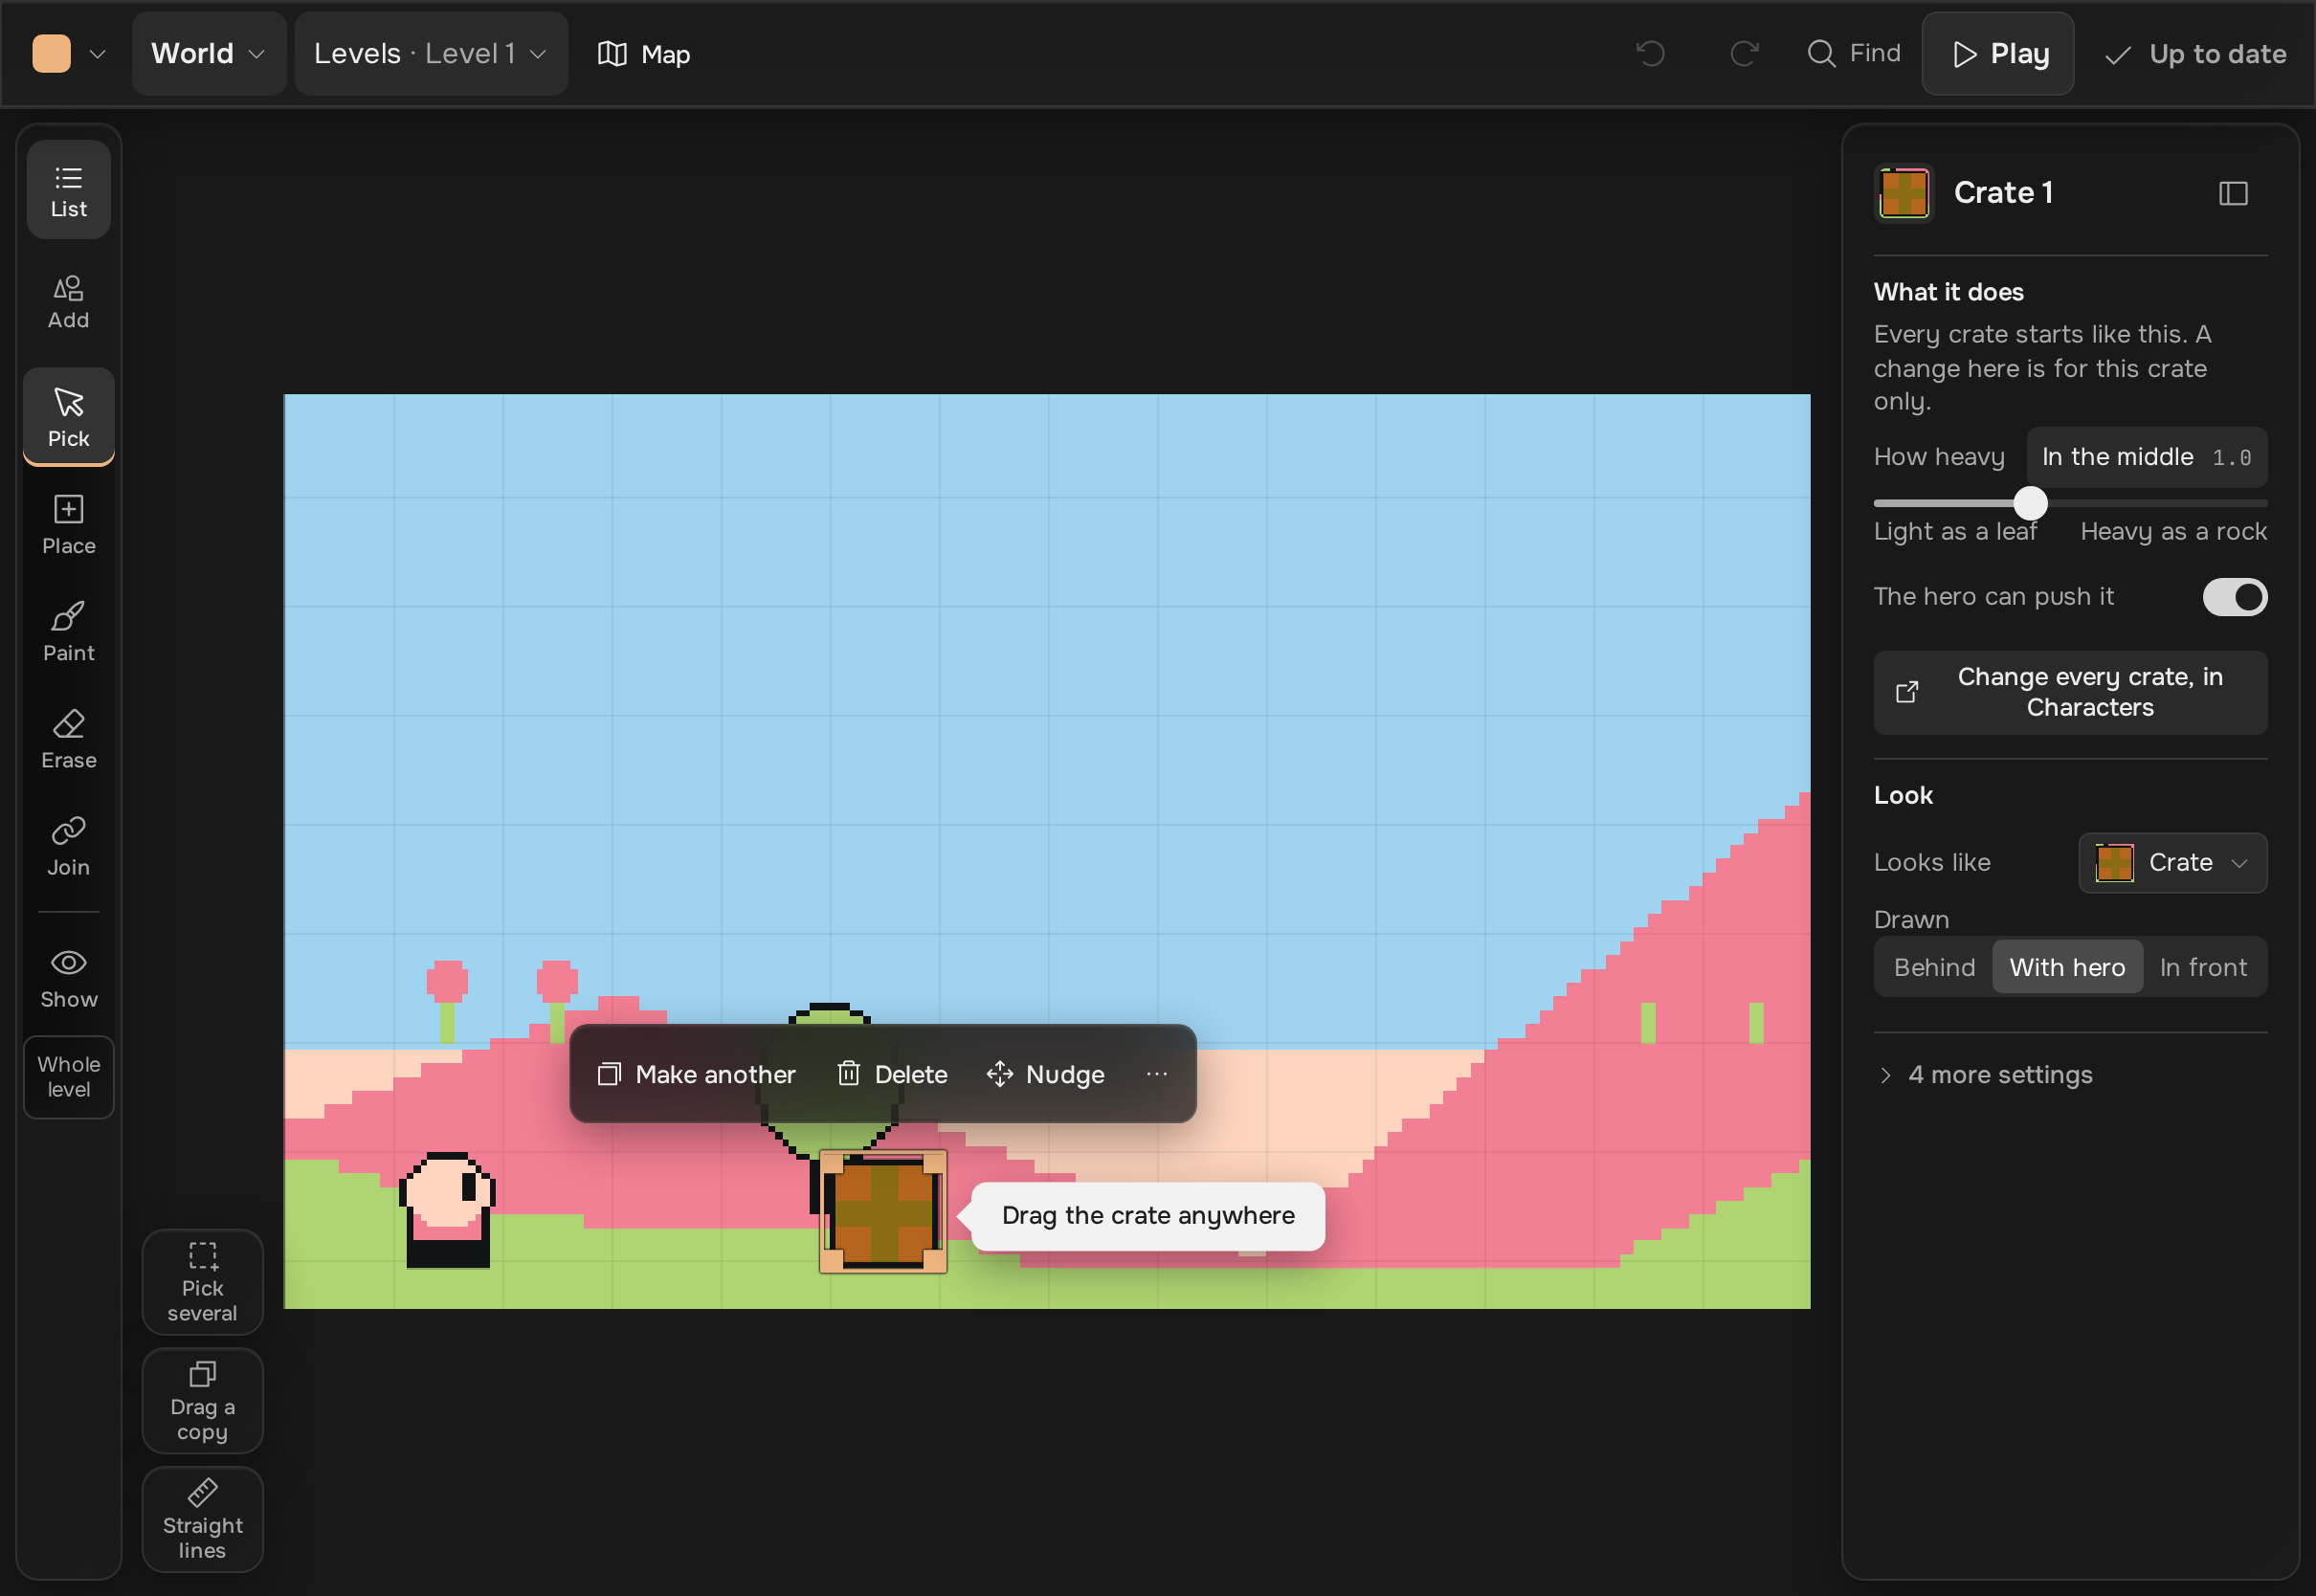 World
Levels · Level 1
Map
Find
Play
Up to date
List
Add
Pick
Place
Paint
Erase
Join
Show
Whole
level
Pick
several
Drag a
copy
Straight
lines
Make another
Delete
Nudge
Drag the crate anywhere
Crate 1
What it does
Every crate starts like this. A
change here is for this crate
only.
How heavy
In the middle 1.0
Light as a leaf
Heavy as a rock
The hero can push it
Change every crate, in
Characters
Look
Looks like
Crate
Drawn
Behind
With hero
In front
4 more settings